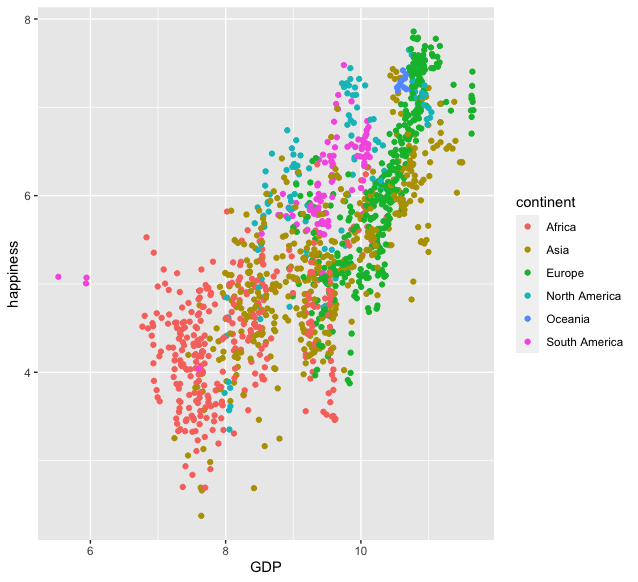 8
6
4
happiness
6 8 10
GDP
continent
Africa
Asia
Europe
North America
Oceania
South America